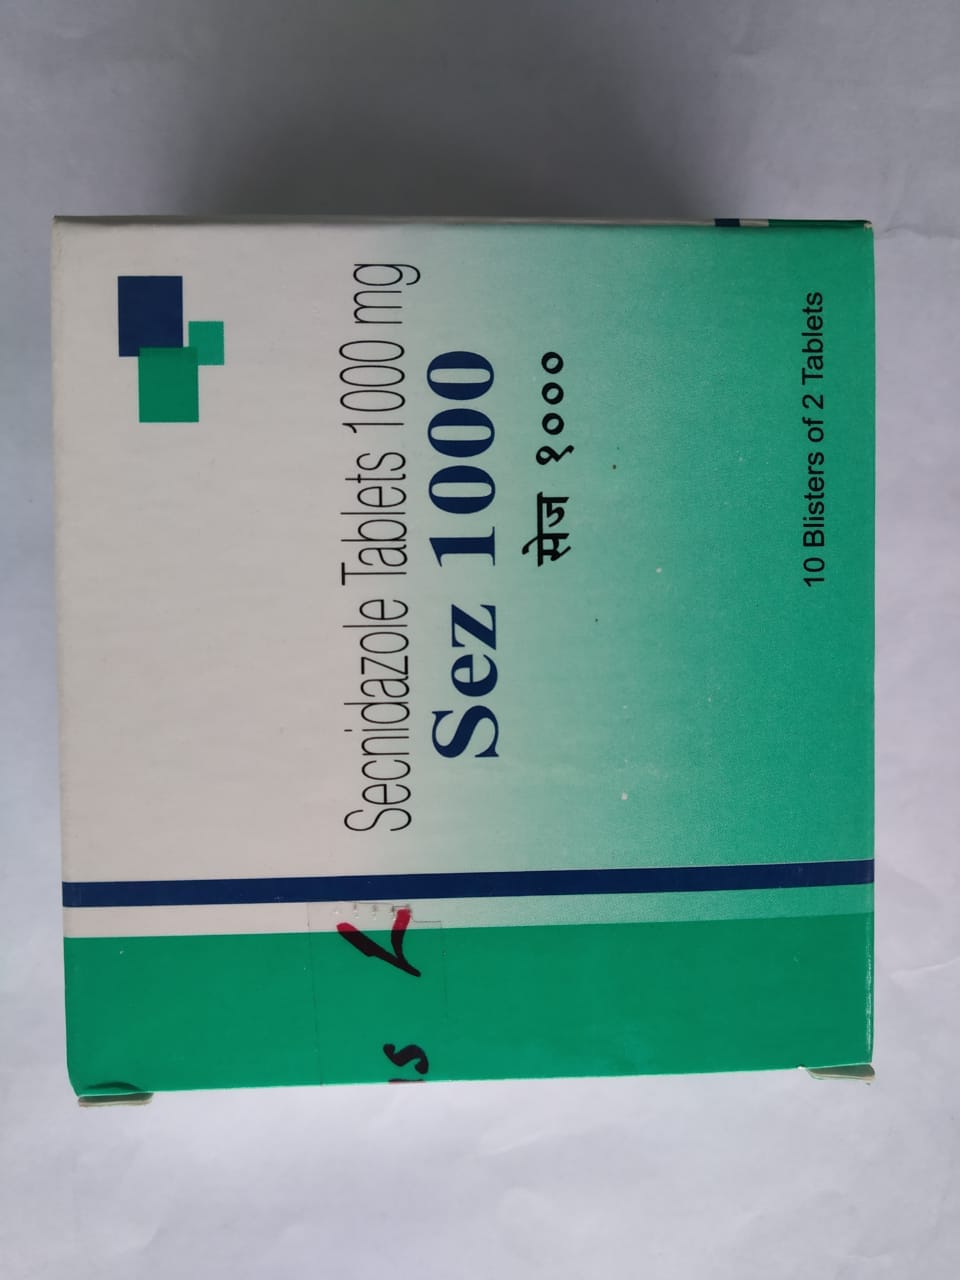 Secnidazole Tablets 1000 mg
Sez 1000
सेज १०००
10 Blisters of 2 Tablets